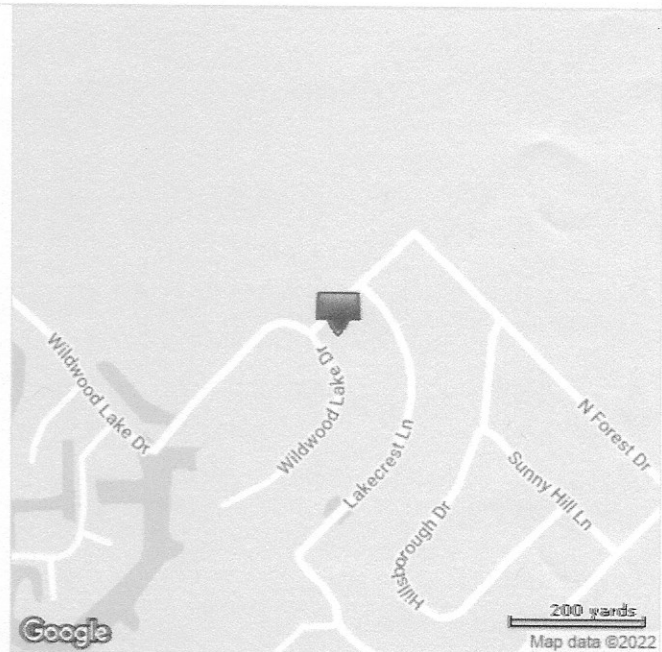 Wildwood Lake Dr
Wildwood Lake Dr
Lakecrest Ln
Hillsborough Dr
Sunny Hill Ln
N Forest Dr
Google
200 yards
Map data ©2022